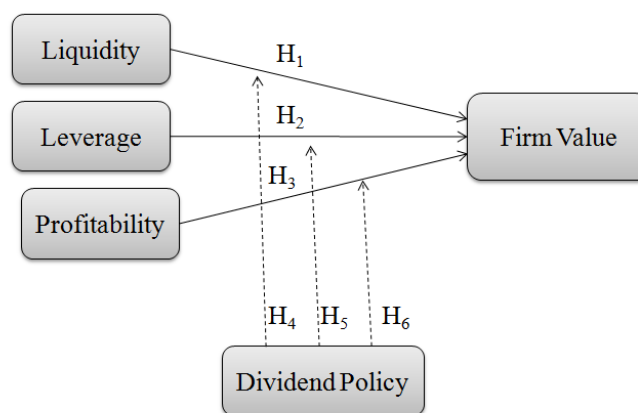 Liquidity
H₁
Leverage
H₂
Firm Value
H₃
Profitability
H₄
H₅
H₆
Dividend Policy